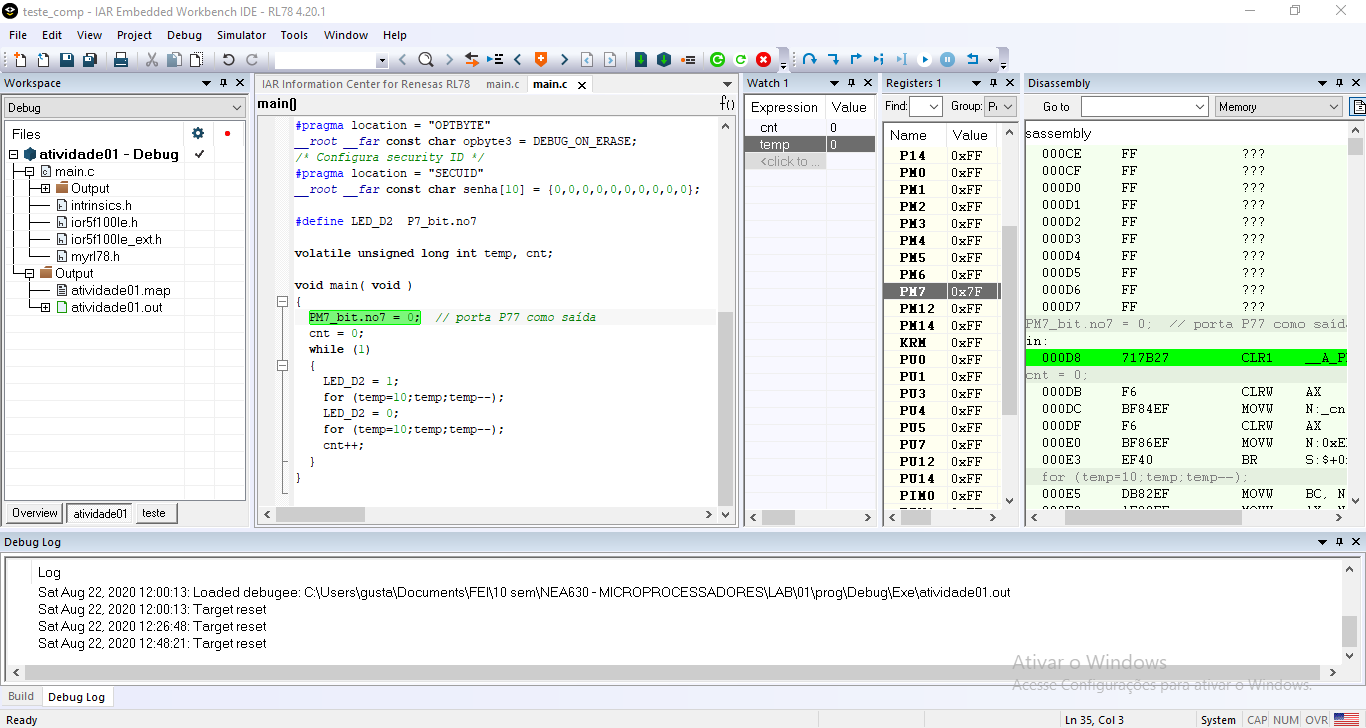 teste_comp - IAR Embedded Workbench IDE - RL78 4.20.1
File Edit View Project Debug Simulator Tools Window Help
Workspace
Debug
Files
atividade01 - Debug
main.c
Output
intrinsics.h
ior5f100le.h
ior5f100le_ext.h
myrl78.h
Output
atividade01.map
atividade01.out
Overview atividade01 teste
IAR Information Center for Renesas RL78 main.c main.c
main() f()
#pragma location = "OPTBYTE"
__root __far const char opbyte3 = DEBUG_ON_ERASE;
/* Configura security ID */
#pragma location = "SECUID"
__root __far const char senha[10] = {0,0,0,0,0,0,0,0,0,0};
#define LED_D2 P7_bit.no7
volatile unsigned long int temp, cnt;
void main( void )
{
PM7_bit.no7 = 0; // porta P77 como saída
cnt = 0;
while (1)
{
LED_D2 = 1;
for (temp=10;temp;temp--);
LED_D2 = 0;
for (temp=10;temp;temp--);
cnt++;
}
}
Watch 1
Expression Value
cnt 0
temp 0
<click to ...
Registers 1
Find: Group:
Name Value
P14 0xFF
PM0 0xFF
PM1 0xFF
PM2 0xFF
PM3 0xFF
PM4 0xFF
PM5 0xFF
PM6 0xFF
PM7 0x7F
PM12 0xFF
PM14 0xFF
KRM 0xFF
PU0 0xFF
PU1 0xFF
PU3 0xFF
PU4 0xFF
PU5 0xFF
PU7 0xFF
PU12 0xFF
PU14 0xFF
PIM0 0xFF
Disassembly
Go to Memory
sassembly
000CE FF ???
000CF FF ???
000D0 FF ???
000D1 FF ???
000D2 FF ???
000D3 FF ???
000D4 FF ???
000D5 FF ???
000D6 FF ???
000D7 FF ???
PM7_bit.no7 = 0; // porta P77 como saíd
in:
000D8 717B27 CLR1 __A_P
cnt = 0;
000DB F6 CLRW AX
000DC BF84EF MOVW N:_cn
000DF F6 CLRW AX
000E0 BF86EF MOVW N:0xE
000E3 EF40 BR S:$+0
for (temp=10;temp;temp--);
000E5 DB82EF MOVW BC, N
Debug Log
Log
Sat Aug 22, 2020 12:00:13: Loaded debugee: C:\Users\gusta\Documents\FEI\10 sem\NEA630 - MICROPROCESSADORES\LAB\01\prog\Debug\Exe\atividade01.out
Sat Aug 22, 2020 12:00:13: Target reset
Sat Aug 22, 2020 12:26:48: Target reset
Sat Aug 22, 2020 12:48:21: Target reset
Ativar o Windows
Acesse Configurações para ativar o Windows.
Build Debug Log
Ready Ln 35, Col 3 System CAP NUM OVR